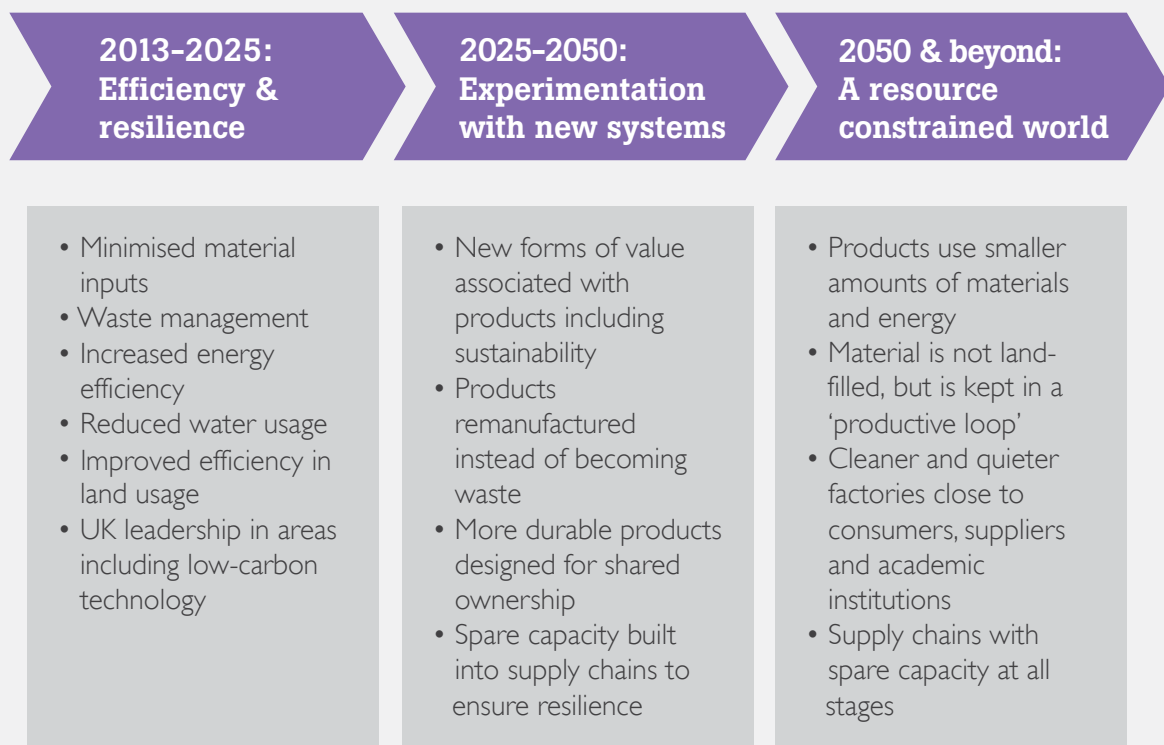 2013–2025:
Efficiency &
resilience
• Minimised material
inputs
• Waste management
• Increased energy
efficiency
• Reduced water usage
• Improved efficiency in
land usage
• UK leadership in areas
including low-carbon
technology
2025–2050:
Experimentation
with new systems
• New forms of value
associated with
products including
sustainability
• Products
remanufactured
instead of becoming
waste
• More durable products
designed for shared
ownership
• Spare capacity built
into supply chains to
ensure resilience
2050 & beyond:
A resource
constrained world
• Products use smaller
amounts of materials
and energy
• Material is not land-
filled, but is kept in a
‘productive loop’
• Cleaner and quieter
factories close to
consumers, suppliers
and academic
institutions
• Supply chains with
spare capacity at all
stages